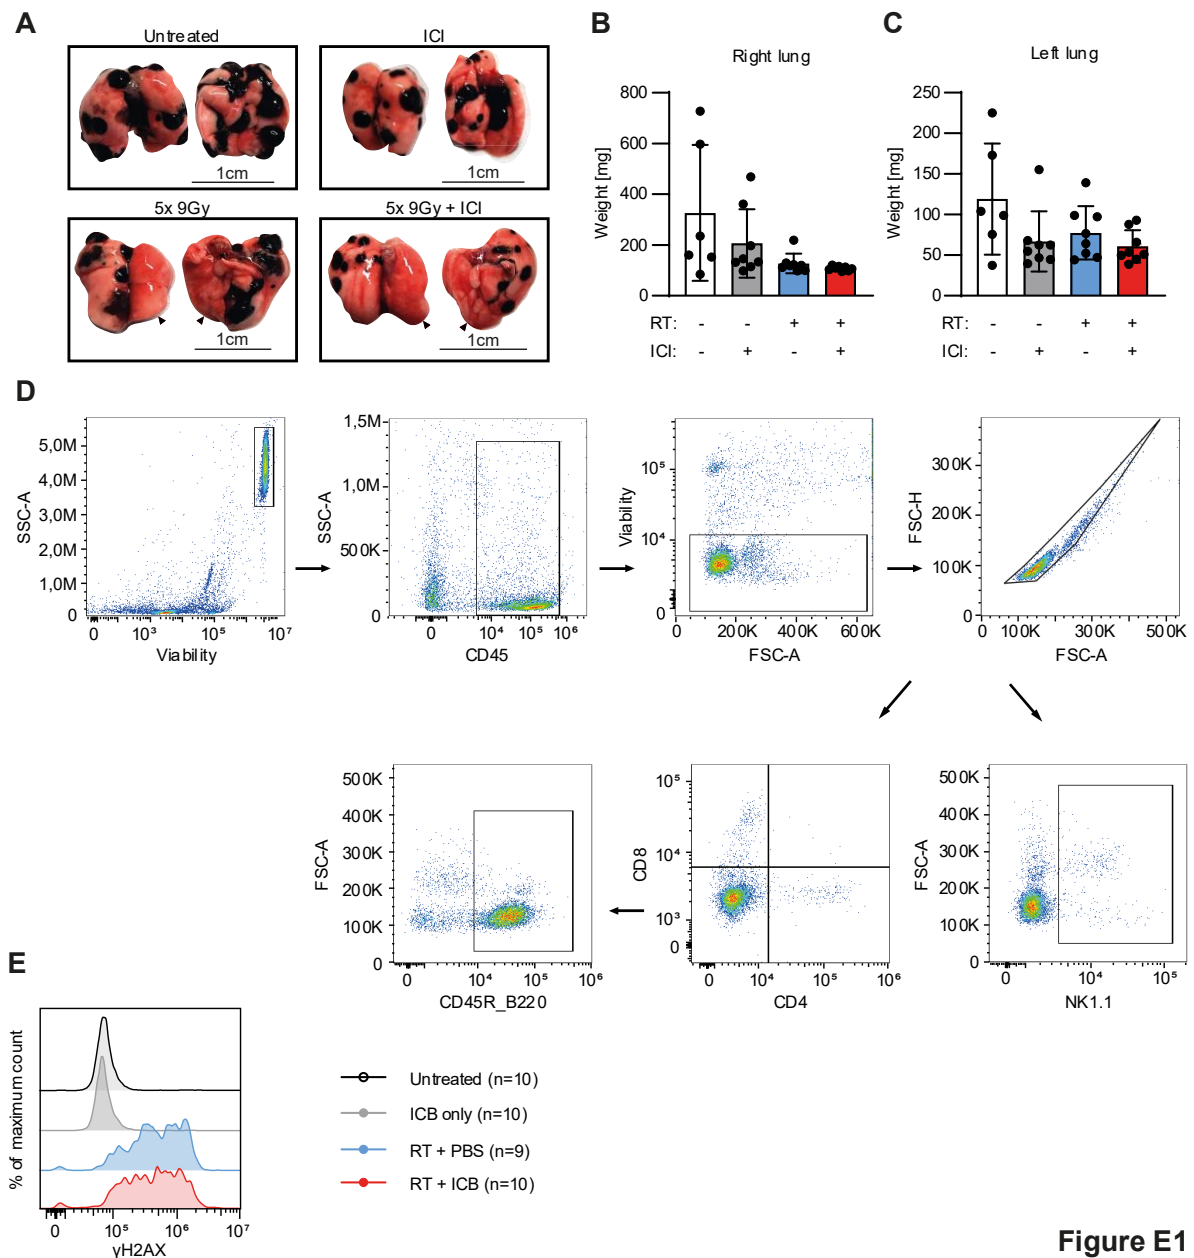 A
Untreated
ICI
1cm
1cm
5x 9Gy
5x 9Gy + ICI
1cm
1cm
B
Right lung
Weight [mg]
800
600
400
200
0
RT: - - + +
ICI: - + - +
C
Left lung
Weight [mg]
250
200
150
100
50
0
RT: - - + +
ICI: - + - +
D
SSC-A
5,0M
4,0M
3,0M
2,0M
1,0M
0
0 10³ 10⁵ 10⁷
Viability
SSC-A
1,5M
1,0M
500K
0
0 10⁴ 10⁵ 10⁶
CD45
Viability
10⁵
10⁴
0
0 200K 400K 600K
FSC-A
FSC-H
300K
200K
100K
0
0 100K 300K 500K
FSC-A
FSC-A
500K
400K
300K
200K
100K
0
0 10⁴ 10⁵ 10⁶
CD45R_B220
CD8
10⁵
10⁴
10³
0
0 10⁴ 10⁵ 10⁶
CD4
FSC-A
500K
400K
300K
200K
100K
0
0 10⁴ 10⁵
NK1.1
E
% of maximum count
0 10⁵ 10⁶ 10⁷
γH2AX
Untreated (n=10)
ICB only (n=10)
RT + PBS (n=9)
RT + ICB (n=10)
Figure E1